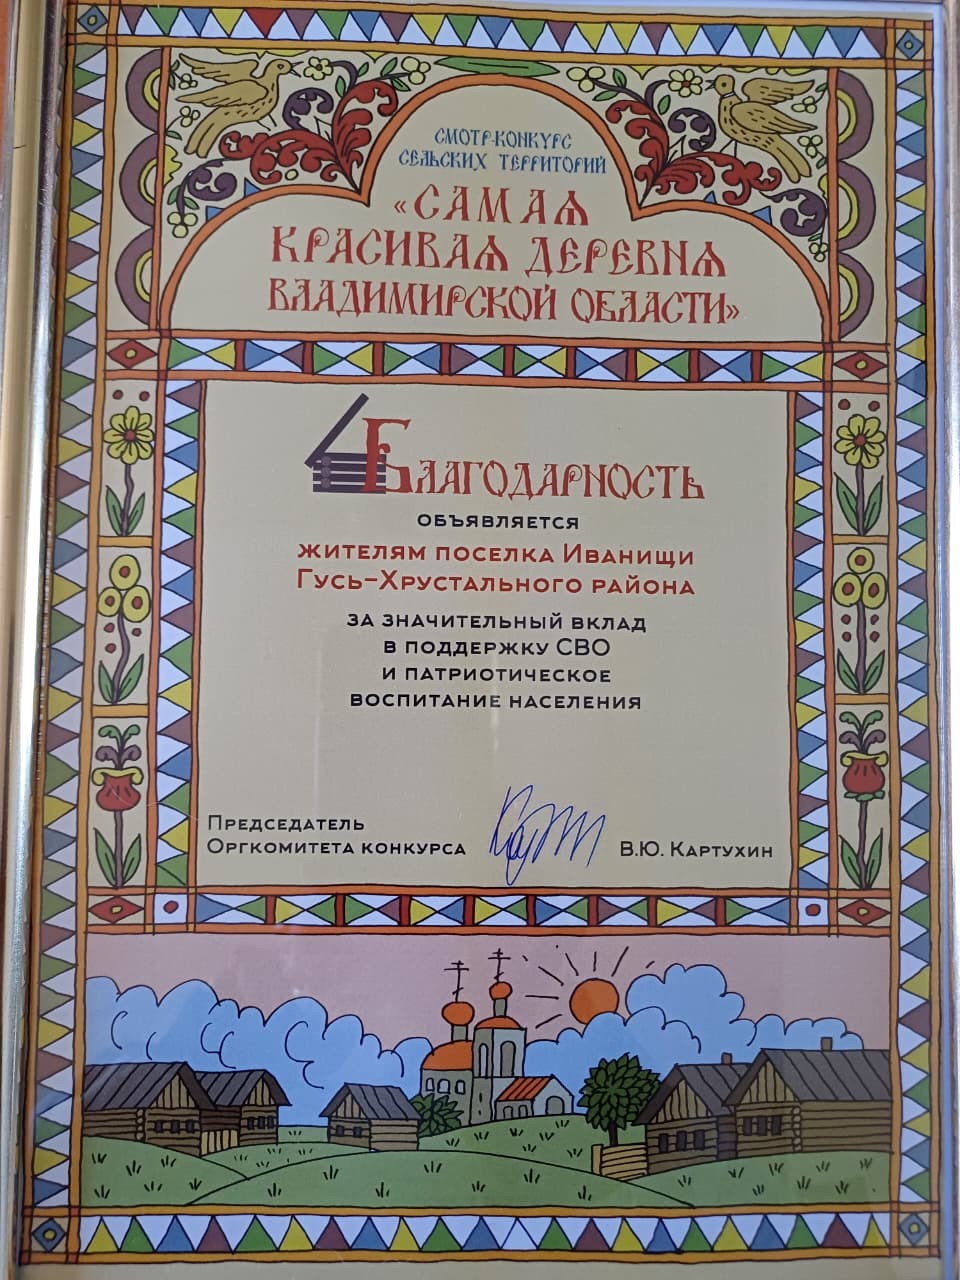 СМОТР-КОНКУРС
СЕЛЬСКИХ ТЕРРИТОРИЙ
«САМАЯ
КРАСИВАЯ ДЕРЕВНЯ
ВЛАДИМИРСКОЙ ОБЛАСТИ»
БЛАГОДАРНОСТЬ
ОБЪЯВЛЯЕТСЯ
ЖИТЕЛЯМ ПОСЕЛКА ИВАНИЩИ
ГУСЬ-ХРУСТАЛЬНОГО РАЙОНА
ЗА ЗНАЧИТЕЛЬНЫЙ ВКЛАД
В ПОДДЕРЖКУ СВО
И ПАТРИОТИЧЕСКОЕ
ВОСПИТАНИЕ НАСЕЛЕНИЯ
ПРЕДСЕДАТЕЛЬ
ОРГКОМИТЕТА КОНКУРСА
В.Ю. КАРТУХИН